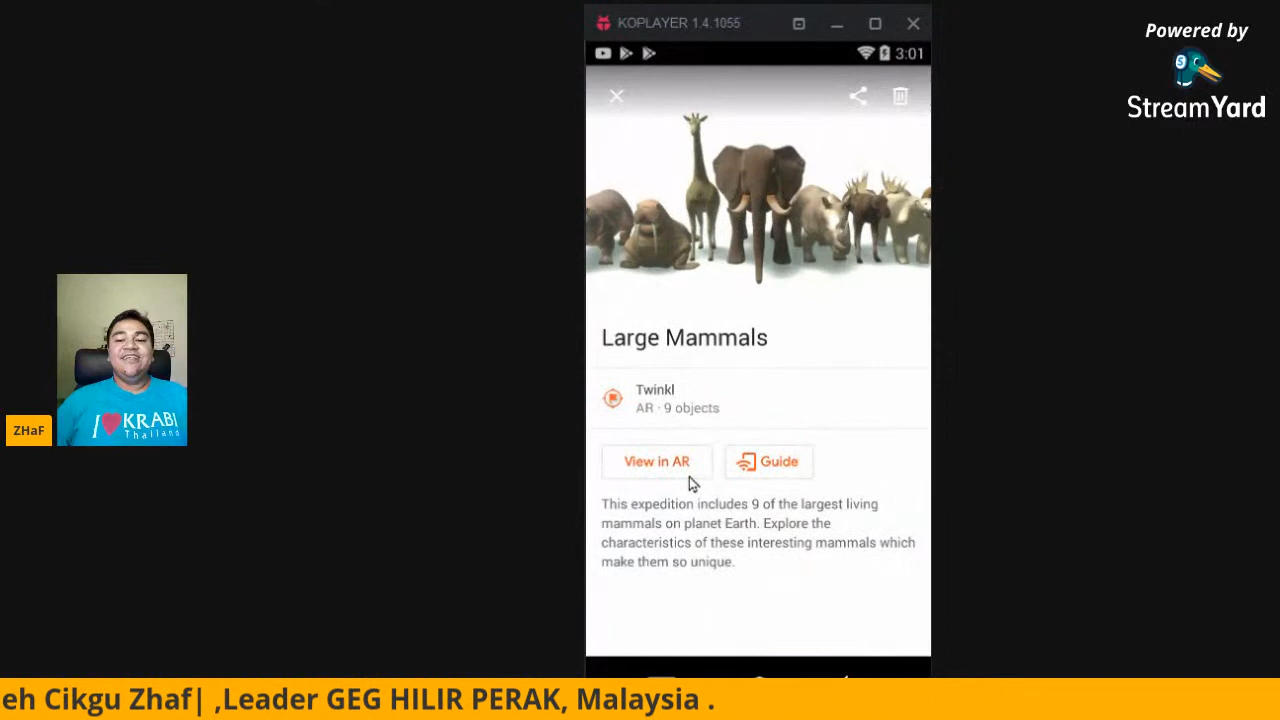 KOPLAYER 1.4.1055
3:01
Powered by
StreamYard
Large Mammals
Twinkl
AR · 9 objects
View in AR
Guide
This expedition includes 9 of the largest living
mammals on planet Earth. Explore the
characteristics of these interesting mammals which
make them so unique.
I KRABI
Thailand
ZHaF
eh Cikgu Zhaf| ,Leader GEG HILIR PERAK, Malaysia .